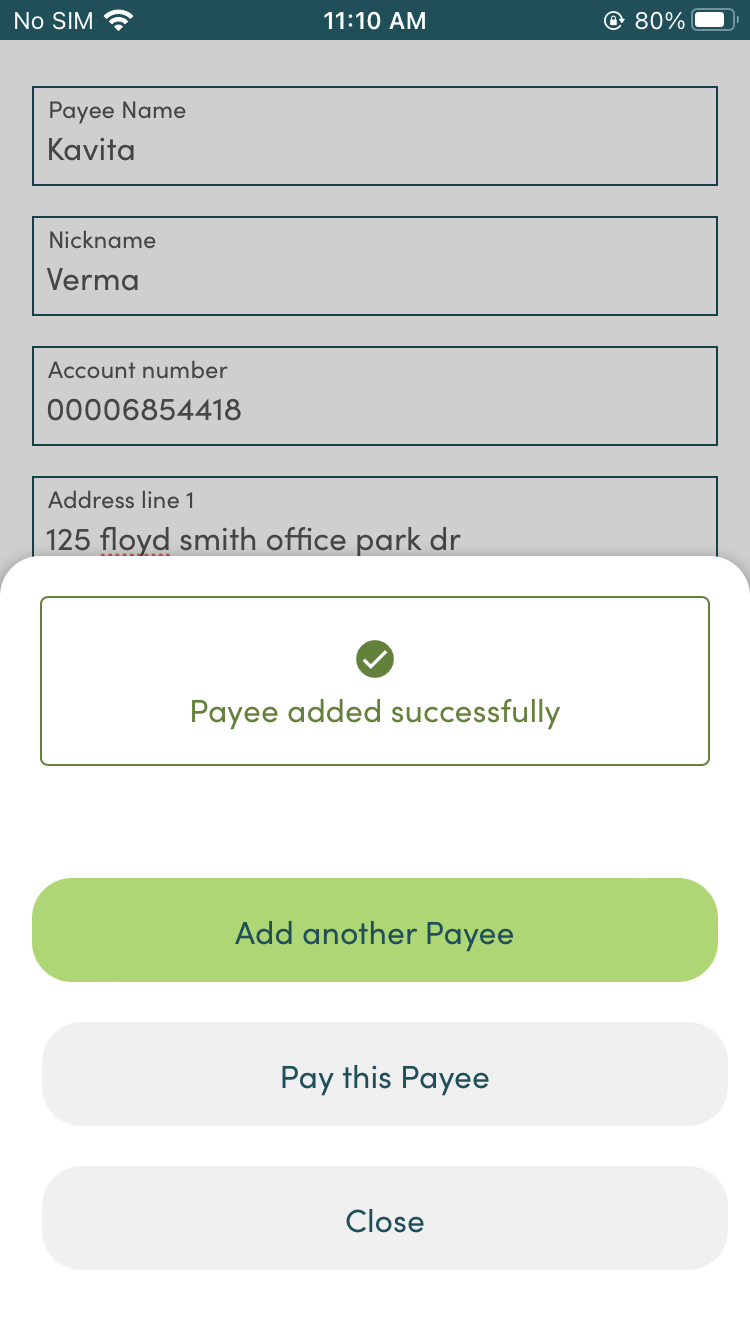 No SIM 11:10 AM 80%
Payee Name
Kavita
Nickname
Verma
Account number
00006854418
Address line 1
125 floyd smith office park dr
Payee added successfully
Add another Payee
Pay this Payee
Close